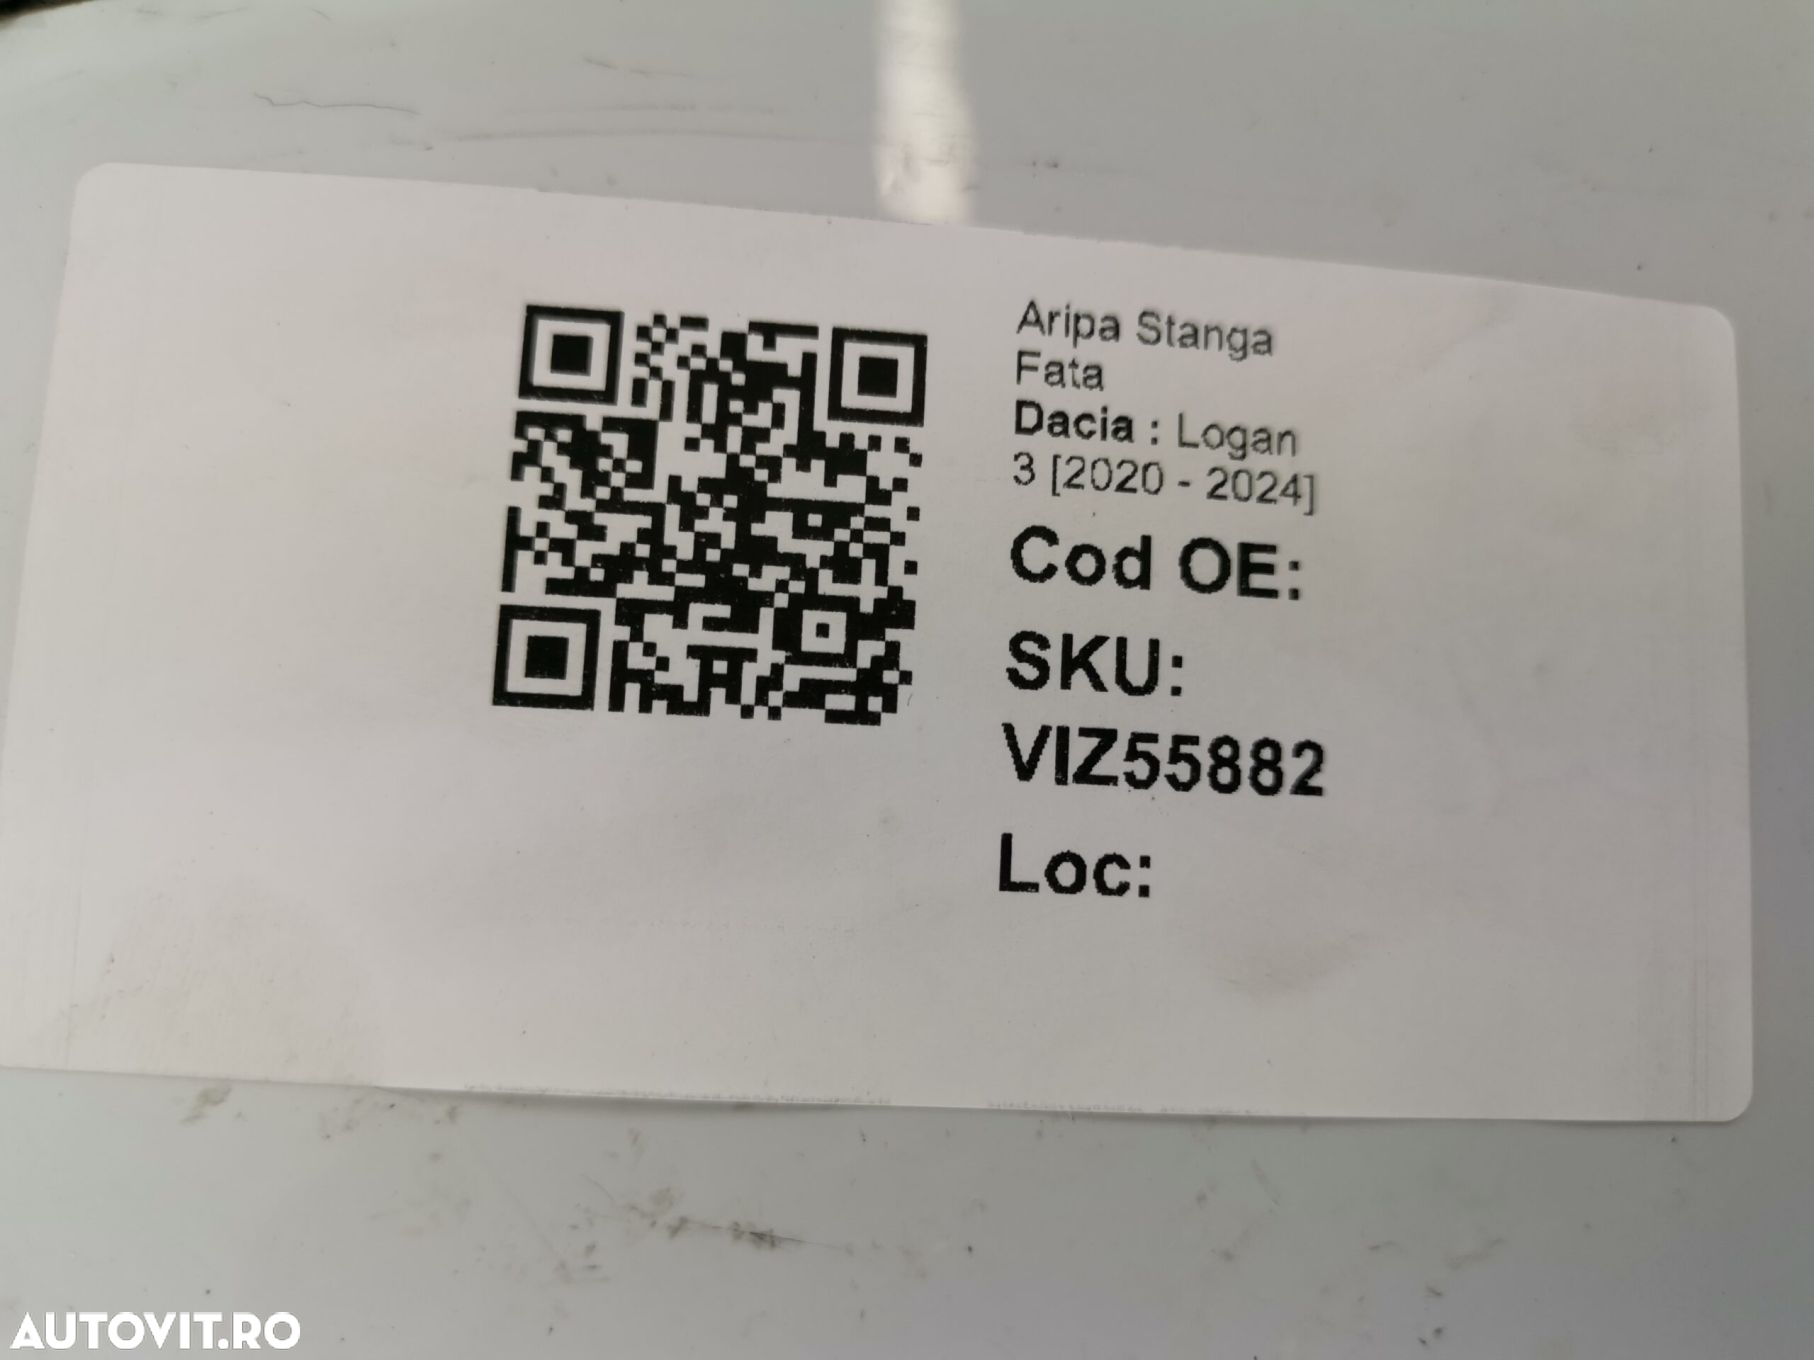 Aripa Stanga
Fata
Dacia : Logan
3 [2020 - 2024]
Cod OE:
SKU:
VIZ55882
Loc:
AUTOVIT.RO